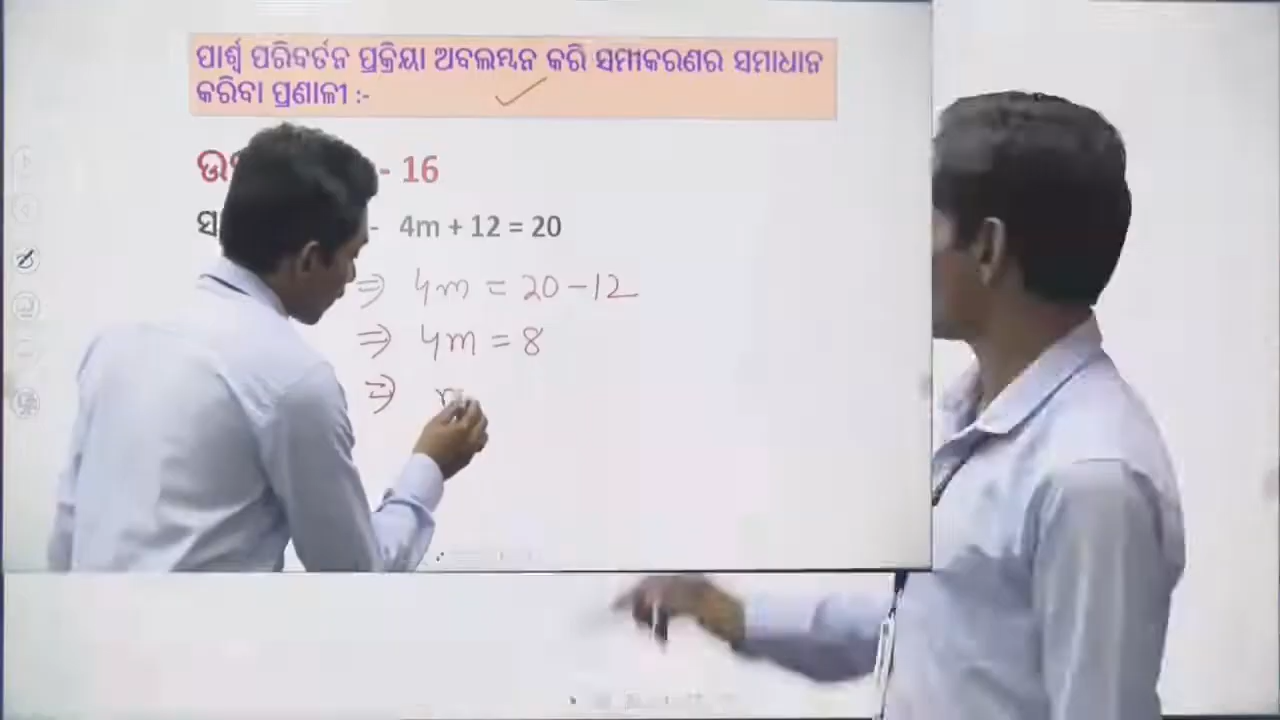 ପାର୍ଶ୍ୱ ପରିବର୍ତନ ପ୍ରକ୍ରିୟା ଅବଲମ୍ବନ କରି ସମୀକରଣର ସମାଧାନ
କରିବା ପ୍ରଣାଳୀ :-
- 16
- 4m + 12 = 20
⇒ 4m = 20 - 12
⇒ 4m = 8
⇒